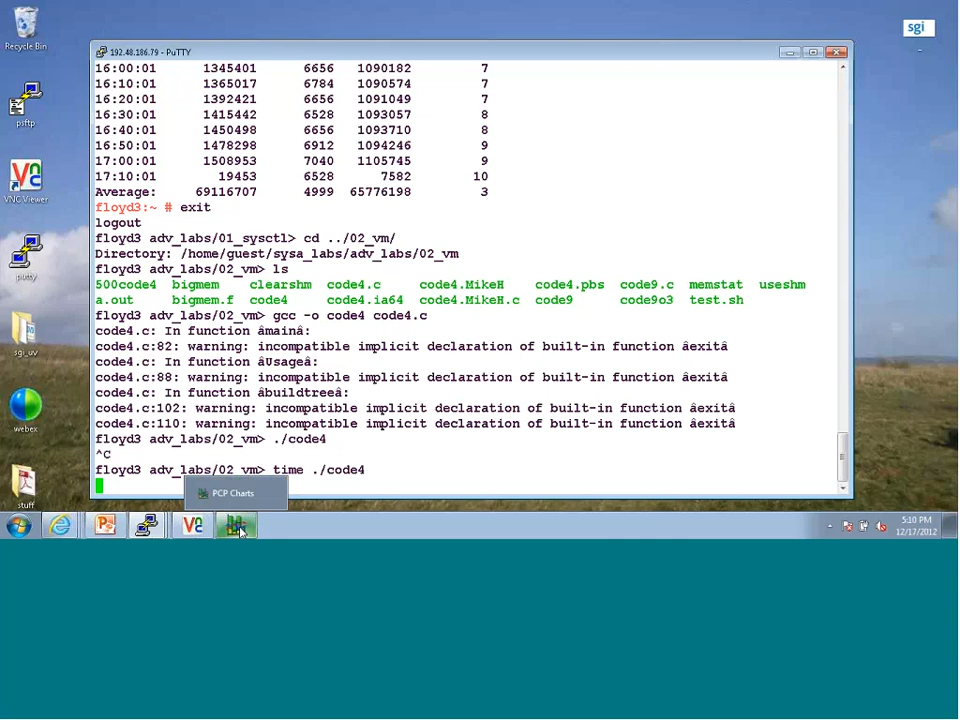 Recycle Bin
psftp
VNC Viewer
putty
sgi_uv
webex
stuff
sgi
192.48.186.79 - PuTTY
16:00:01 1345401 6656 1090182 7
16:10:01 1365017 6784 1090574 7
16:20:01 1392421 6656 1091049 7
16:30:01 1415442 6528 1093057 8
16:40:01 1450498 6656 1093710 8
16:50:01 1478298 6912 1094246 9
17:00:01 1508953 7040 1105745 9
17:10:01 19453 6528 7582 10
Average: 69116707 4999 65776198 3
floyd3:~ # exit
logout
floyd3 adv_labs/01_sysctl> cd ../02_vm/
Directory: /home/guest/sysa_labs/adv_labs/02_vm
floyd3 adv_labs/02_vm> ls
500code4 bigmem clearshm code4.c code4.MikeH code4.pbs code9.c memstat useshm
a.out bigmem.f code4 code4.ia64 code4.MikeH.c code9 code9o3 test.sh
floyd3 adv_labs/02_vm> gcc -o code4 code4.c
code4.c: In function âmainâ:
code4.c:82: warning: incompatible implicit declaration of built-in function âexitâ
code4.c: In function âUsageâ:
code4.c:88: warning: incompatible implicit declaration of built-in function âexitâ
code4.c: In function âbuildtreeâ:
code4.c:102: warning: incompatible implicit declaration of built-in function âexitâ
code4.c:110: warning: incompatible implicit declaration of built-in function âexitâ
floyd3 adv_labs/02_vm> ./code4
^C
floyd3 adv_labs/02_vm> time ./code4
PCP Charts
5:10 PM
12/17/2012